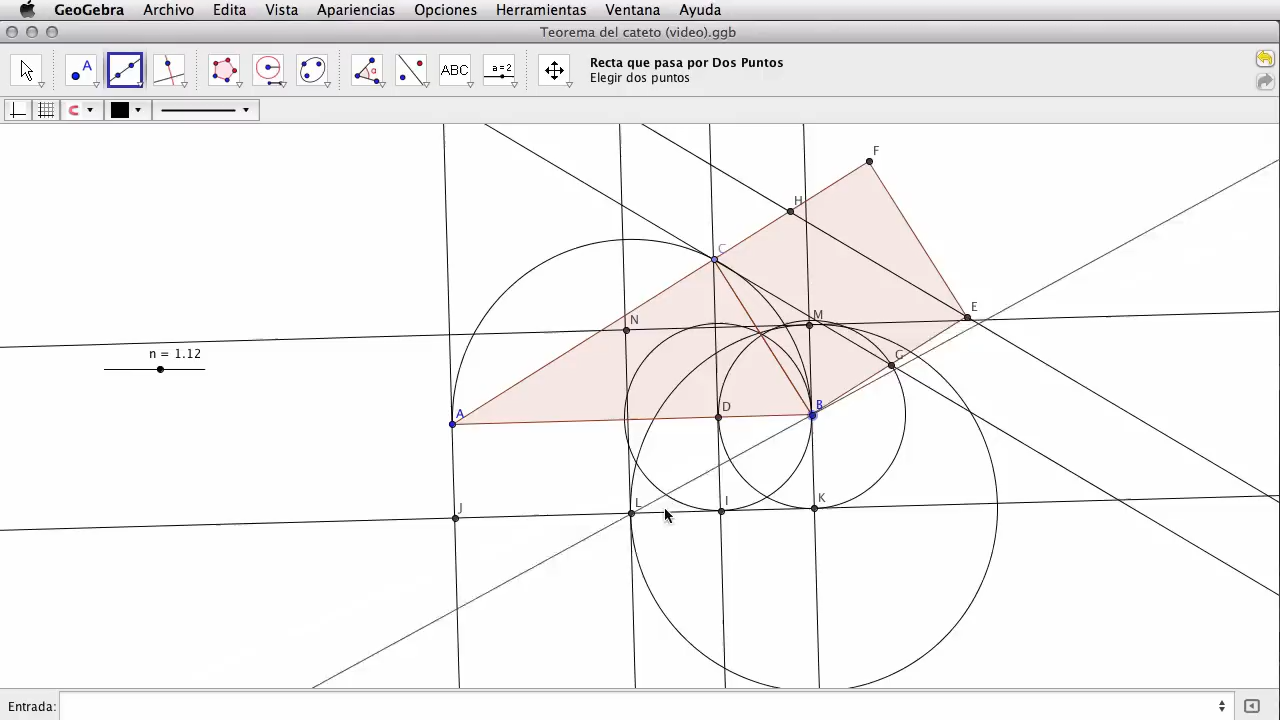 GeoGebra Archivo Edita Vista Apariencias Opciones Herramientas Ventana Ayuda
Teorema del cateto (video).ggb
A
ABC
a=2
Recta que pasa por Dos Puntos
Elegir dos puntos
F
H
C
E
N
M
n = 1.12
G
A
D
B
J
L
I
K
Entrada: